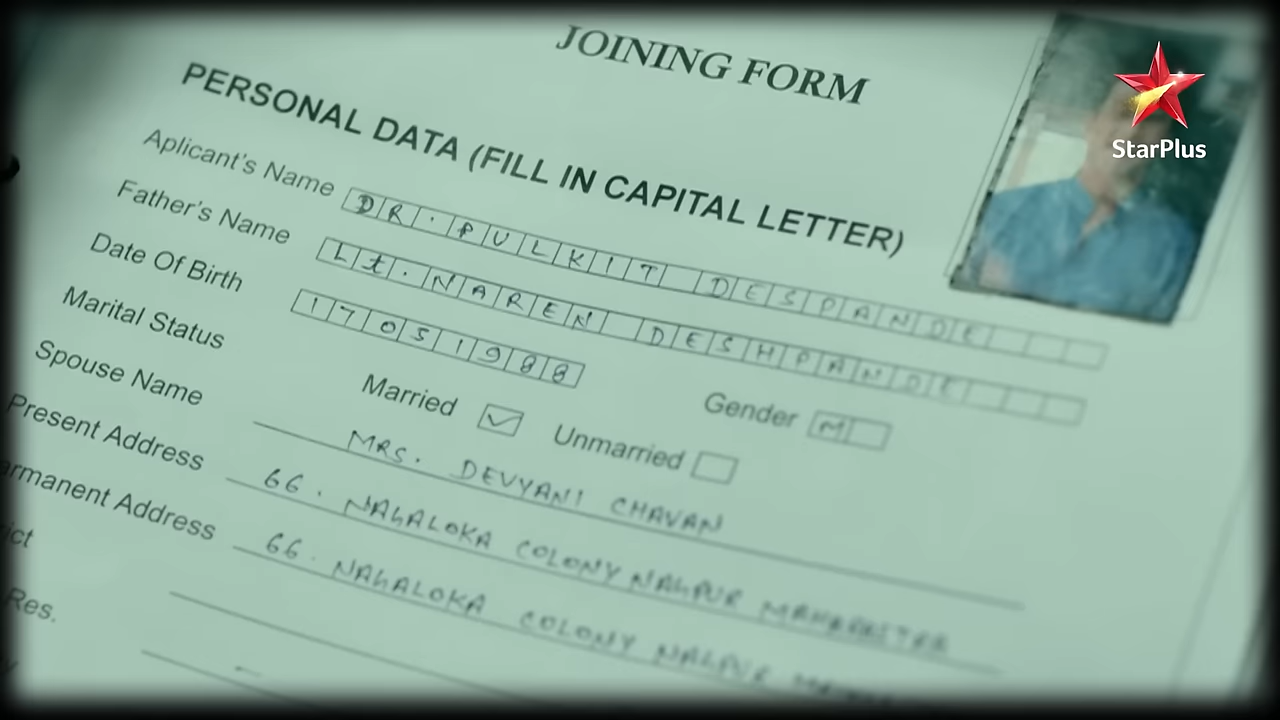 JOINING FORM
StarPlus
PERSONAL DATA (FILL IN CAPITAL LETTER)
Aplicant's Name DR. PULKIT DESPANDE
Father's Name Lt. NAREN DESHPANDE
Date Of Birth 17051988
Marital Status Married Unmarried Gender M
Spouse Name MRS. DEVYANI CHAVAN
Present Address 66. NAGALOKA COLONY NAGPUR
armanent Address 66. NAGALOKA COLONY NAGPUR
ict
Res.